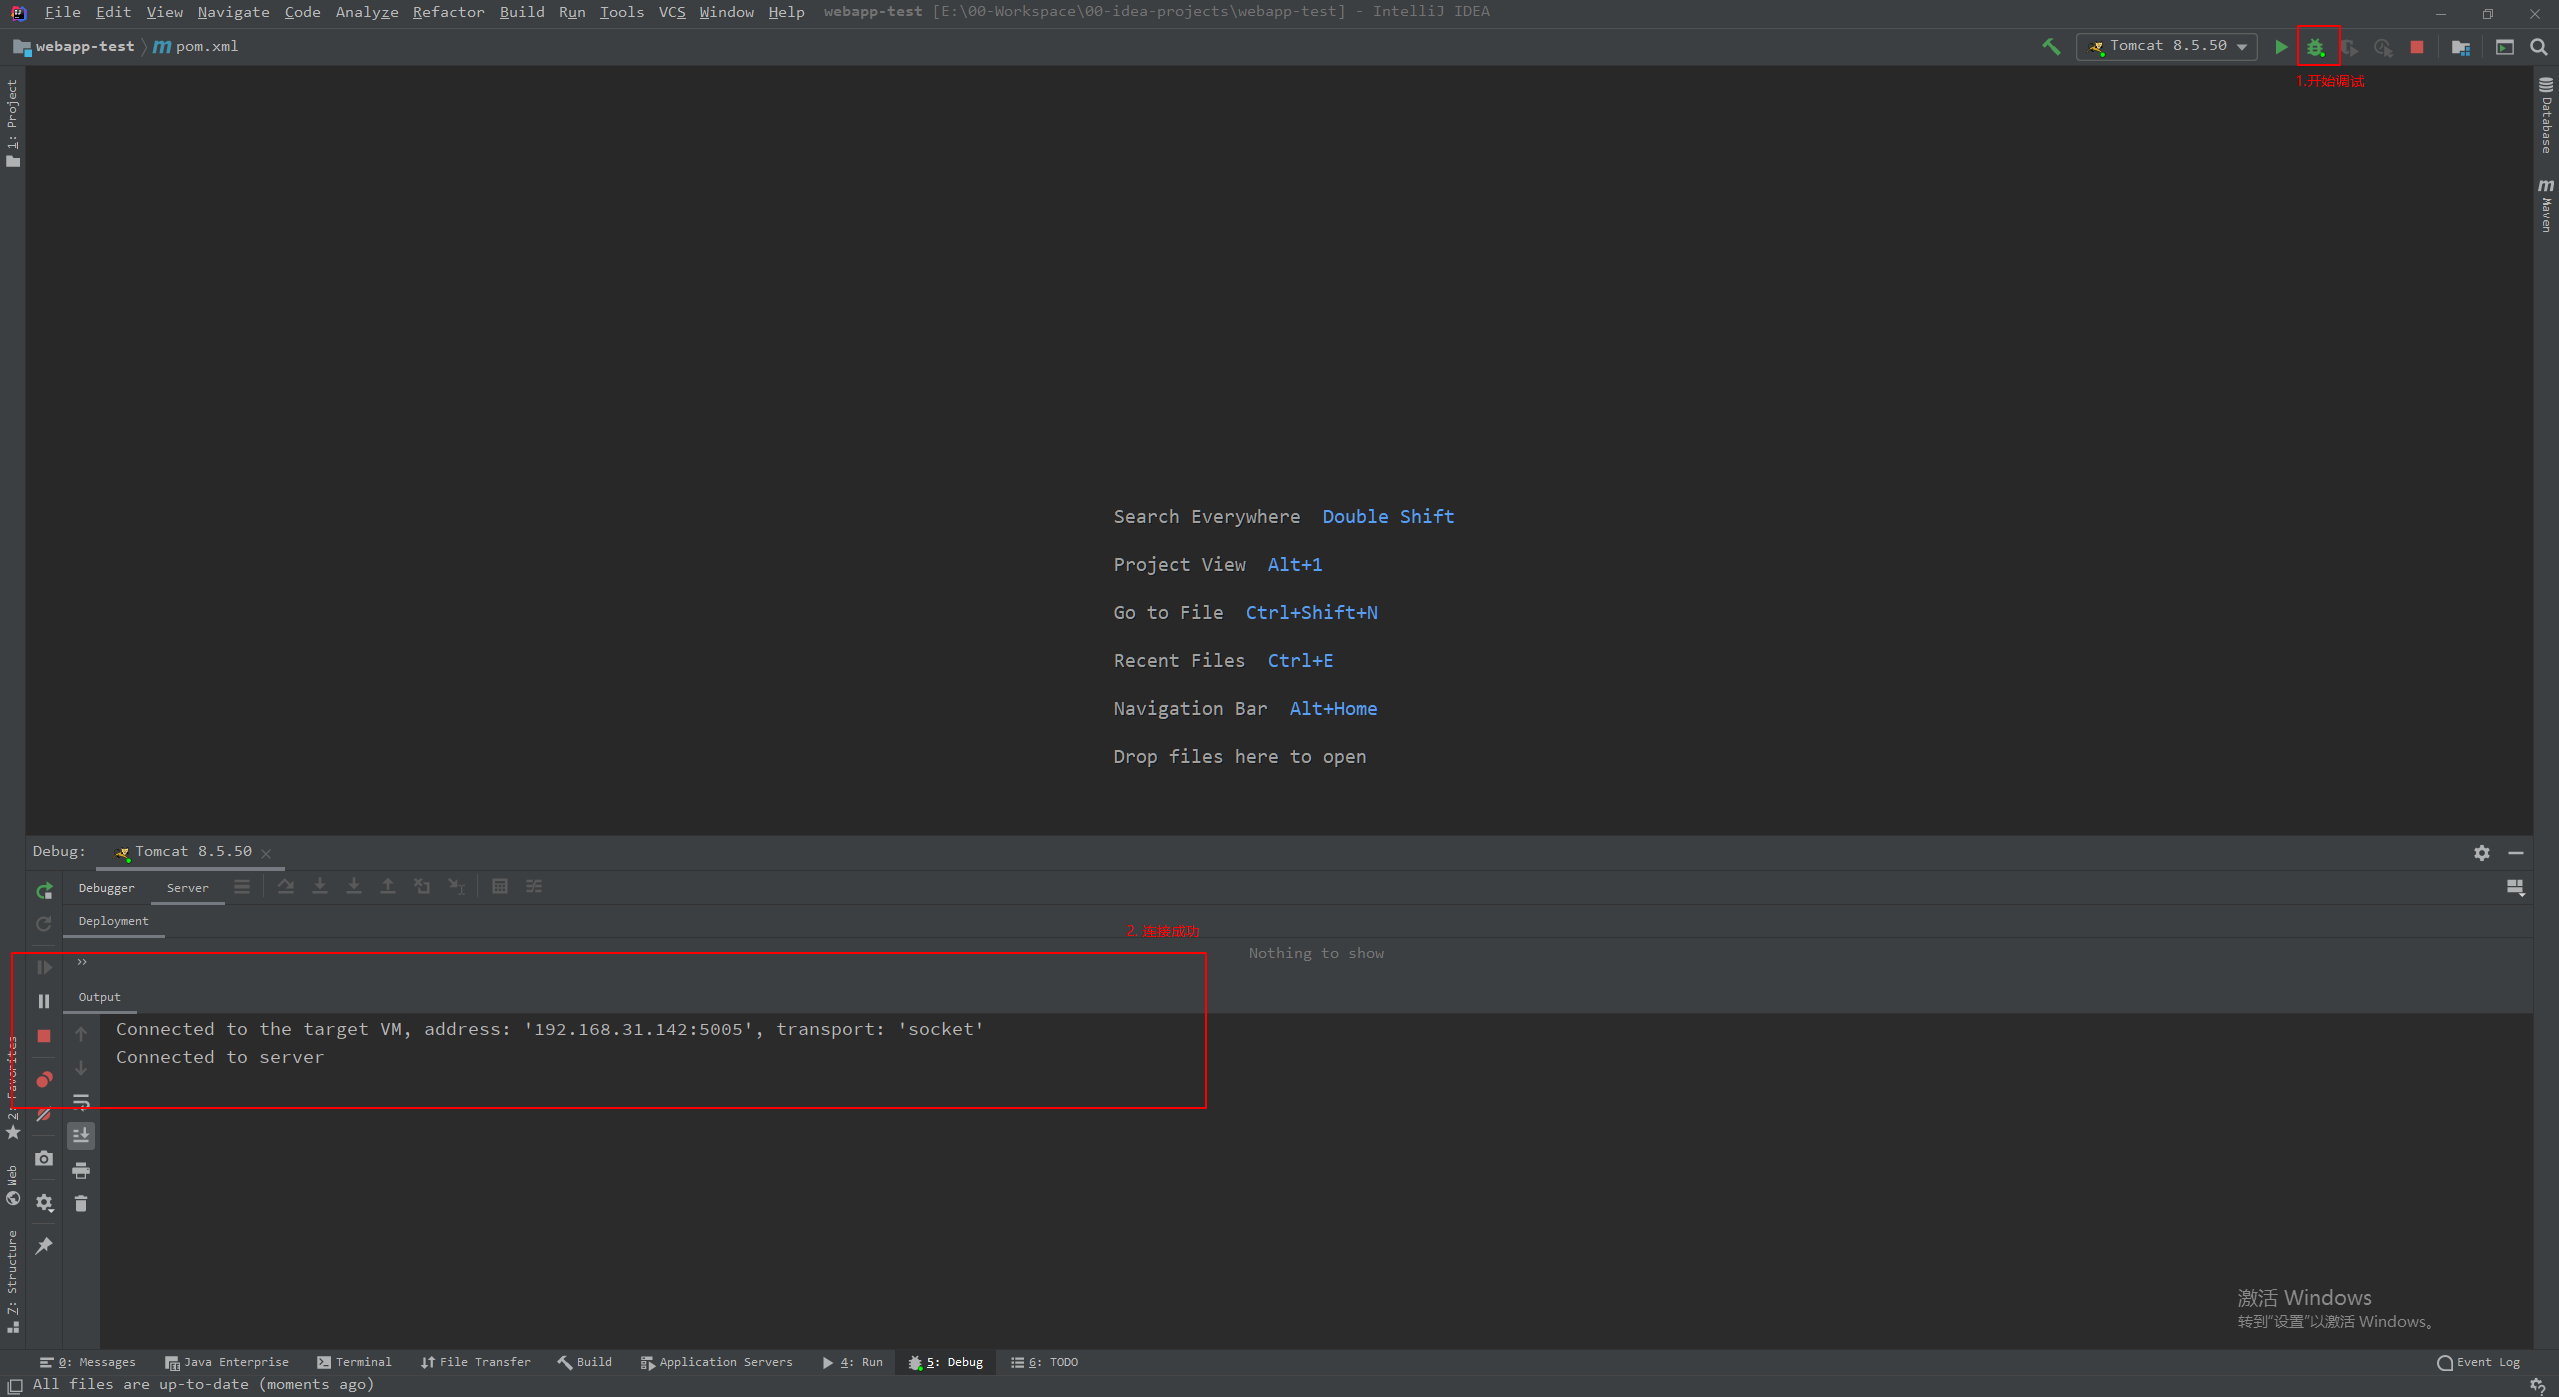 File Edit View Navigate Code Analyze Refactor Build Run Tools VCS Window Help webapp-test [E:\00-Workspace\00-idea-projects\webapp-test] - IntelliJ IDEA
webapp-test pom.xml
Tomcat 8.5.50
1.开始调试
1: Project
Database
Maven
Search Everywhere Double Shift
Project View Alt+1
Go to File Ctrl+Shift+N
Recent Files Ctrl+E
Navigation Bar Alt+Home
Drop files here to open
Debug: Tomcat 8.5.50
Debugger Server
Deployment
2. 连接成功
Nothing to show
Output
Connected to the target VM, address: '192.168.31.142:5005', transport: 'socket'
Connected to server
2: Favorites
Web
Z: Structure
激活 Windows
转到"设置"以激活 Windows。
0: Messages Java Enterprise Terminal File Transfer Build Application Servers 4: Run 5: Debug 6: TODO Event Log
All files are up-to-date (moments ago)